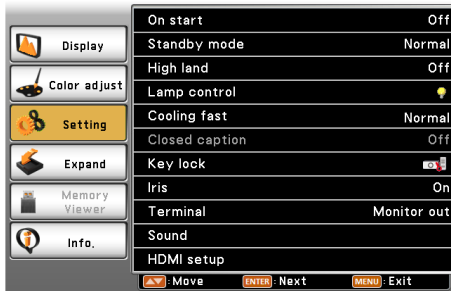 Display
Color adjust
Setting
Expand
Memory
Viewer
Info.
On start Off
Standby mode Normal
High land Off
Lamp control
Cooling fast Normal
Closed caption Off
Key lock
Iris On
Terminal Monitor out
Sound
HDMI setup
:Move ENTER :Next MENU :Exit